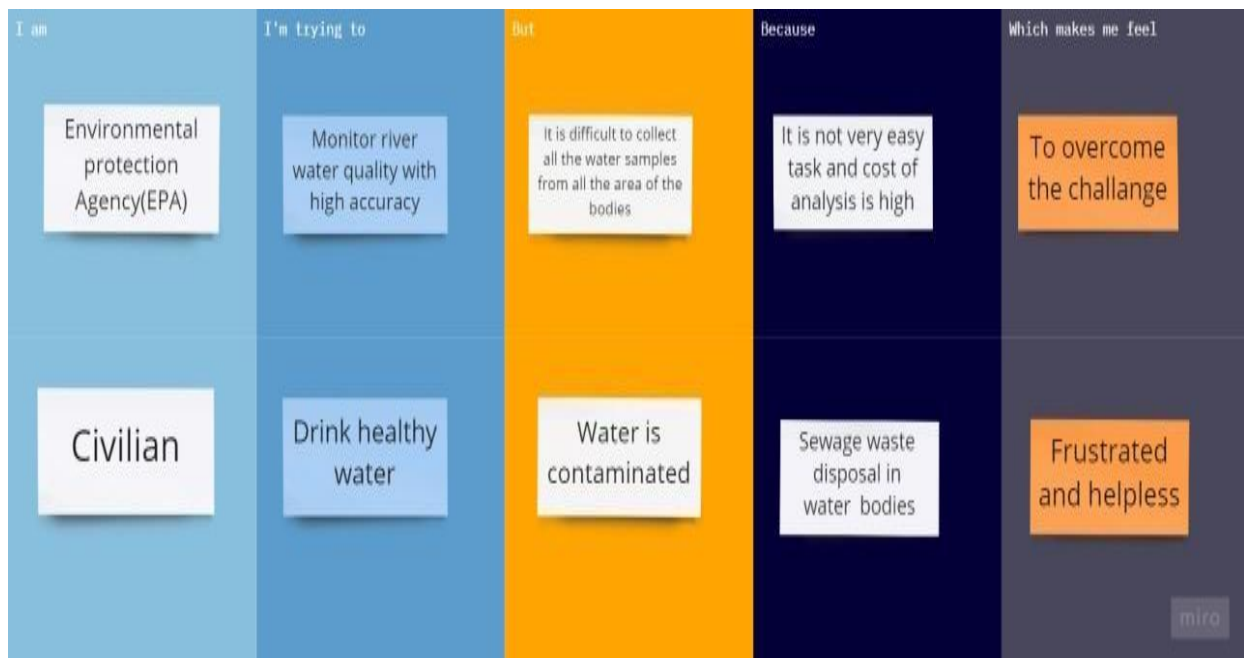 I am
I'm trying to
But
Because
Which makes me feel
Environmental
protection
Agency(EPA)
Monitor river
water quality with
high accuracy
It is difficult to collect
all the water samples
from all the area of the
bodies
It is not very easy
task and cost of
analysis is high
To overcome
the challange
Civilian
Drink healthy
water
Water is
contaminated
Sewage waste
disposal in
water bodies
Frustrated
and helpless
miro